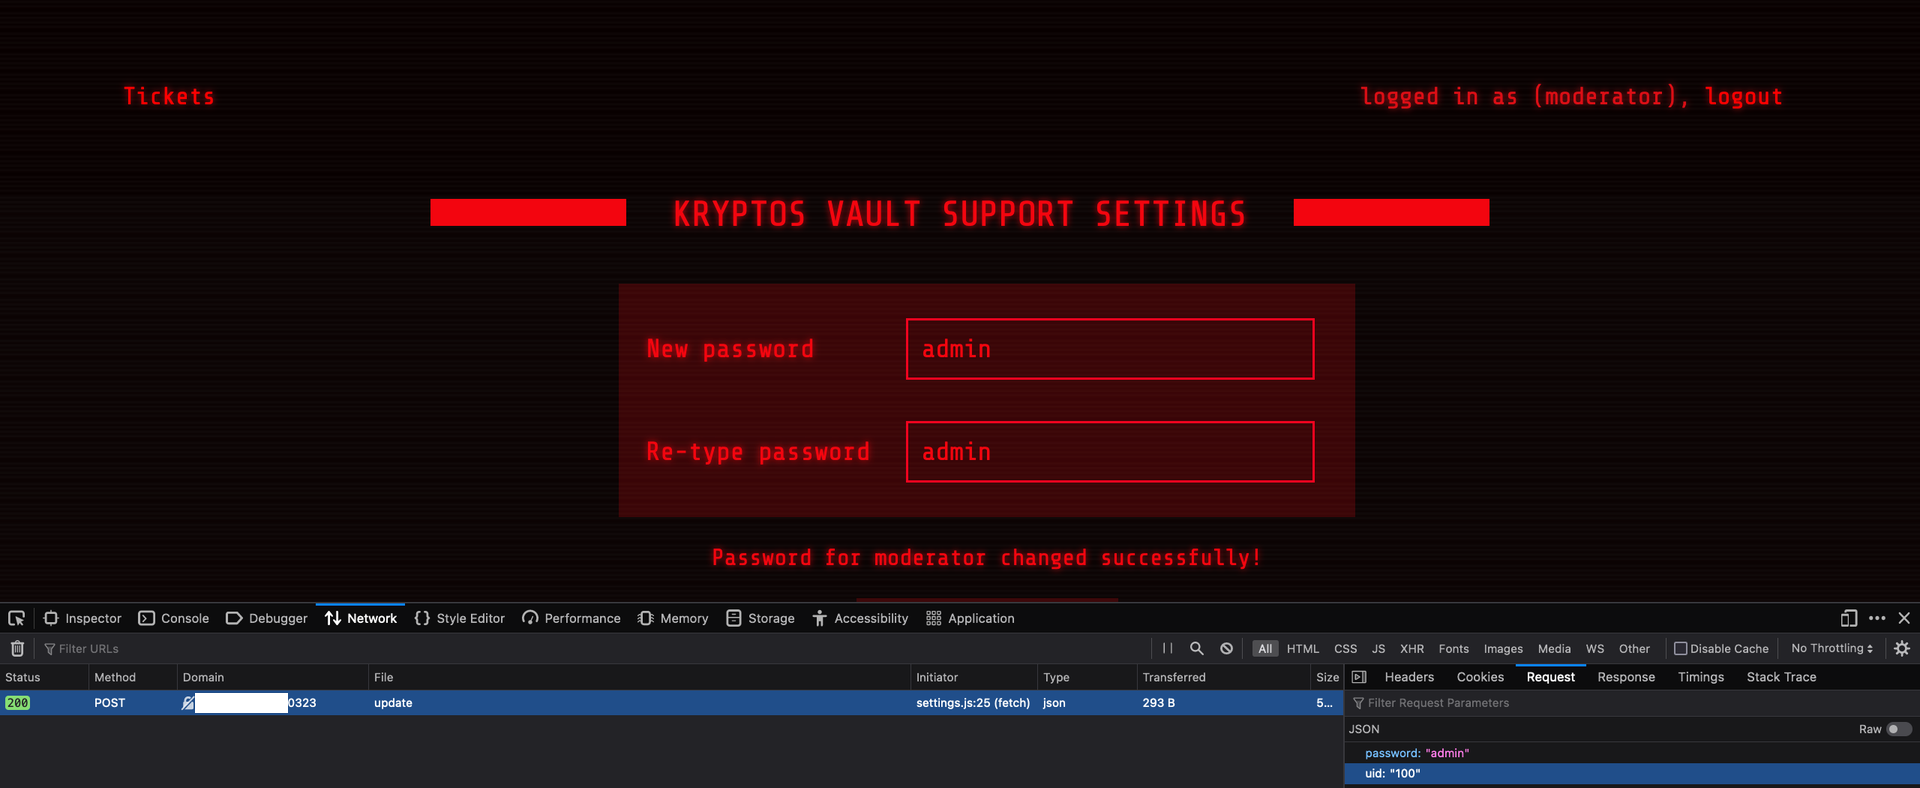 Tickets
logged in as (moderator), logout
KRYPTOS VAULT SUPPORT SETTINGS
New password
admin
Re-type password
admin
Password for moderator changed successfully!
Inspector Console Debugger Network Style Editor Performance Memory Storage Accessibility Application
Filter URLs
All HTML CSS JS XHR Fonts Images Media WS Other Disable Cache No Throttling
Status Method Domain File Initiator Type Transferred Size
200 POST 0323 update settings.js:25 (fetch) json 293 B 5...
Headers Cookies Request Response Timings Stack Trace
Filter Request Parameters
JSON Raw
password: "admin"
uid: "100"